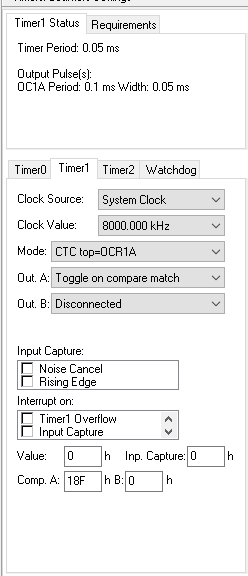 Timer1 Status Requirements
Timer Period: 0.05 ms
Output Pulse(s):
OC1A Period: 0.1 ms Width: 0.05 ms
Timer0 Timer1 Timer2 Watchdog
Clock Source: System Clock
Clock Value: 8000.000 kHz
Mode: CTC top=OCR1A
Out. A: Toggle on compare match
Out. B: Disconnected
Input Capture:
Noise Cancel
Rising Edge
Interrupt on:
Timer1 Overflow
Input Capture
Value: 0 h Inp. Capture: 0 h
Comp. A: 18F h B: 0 h